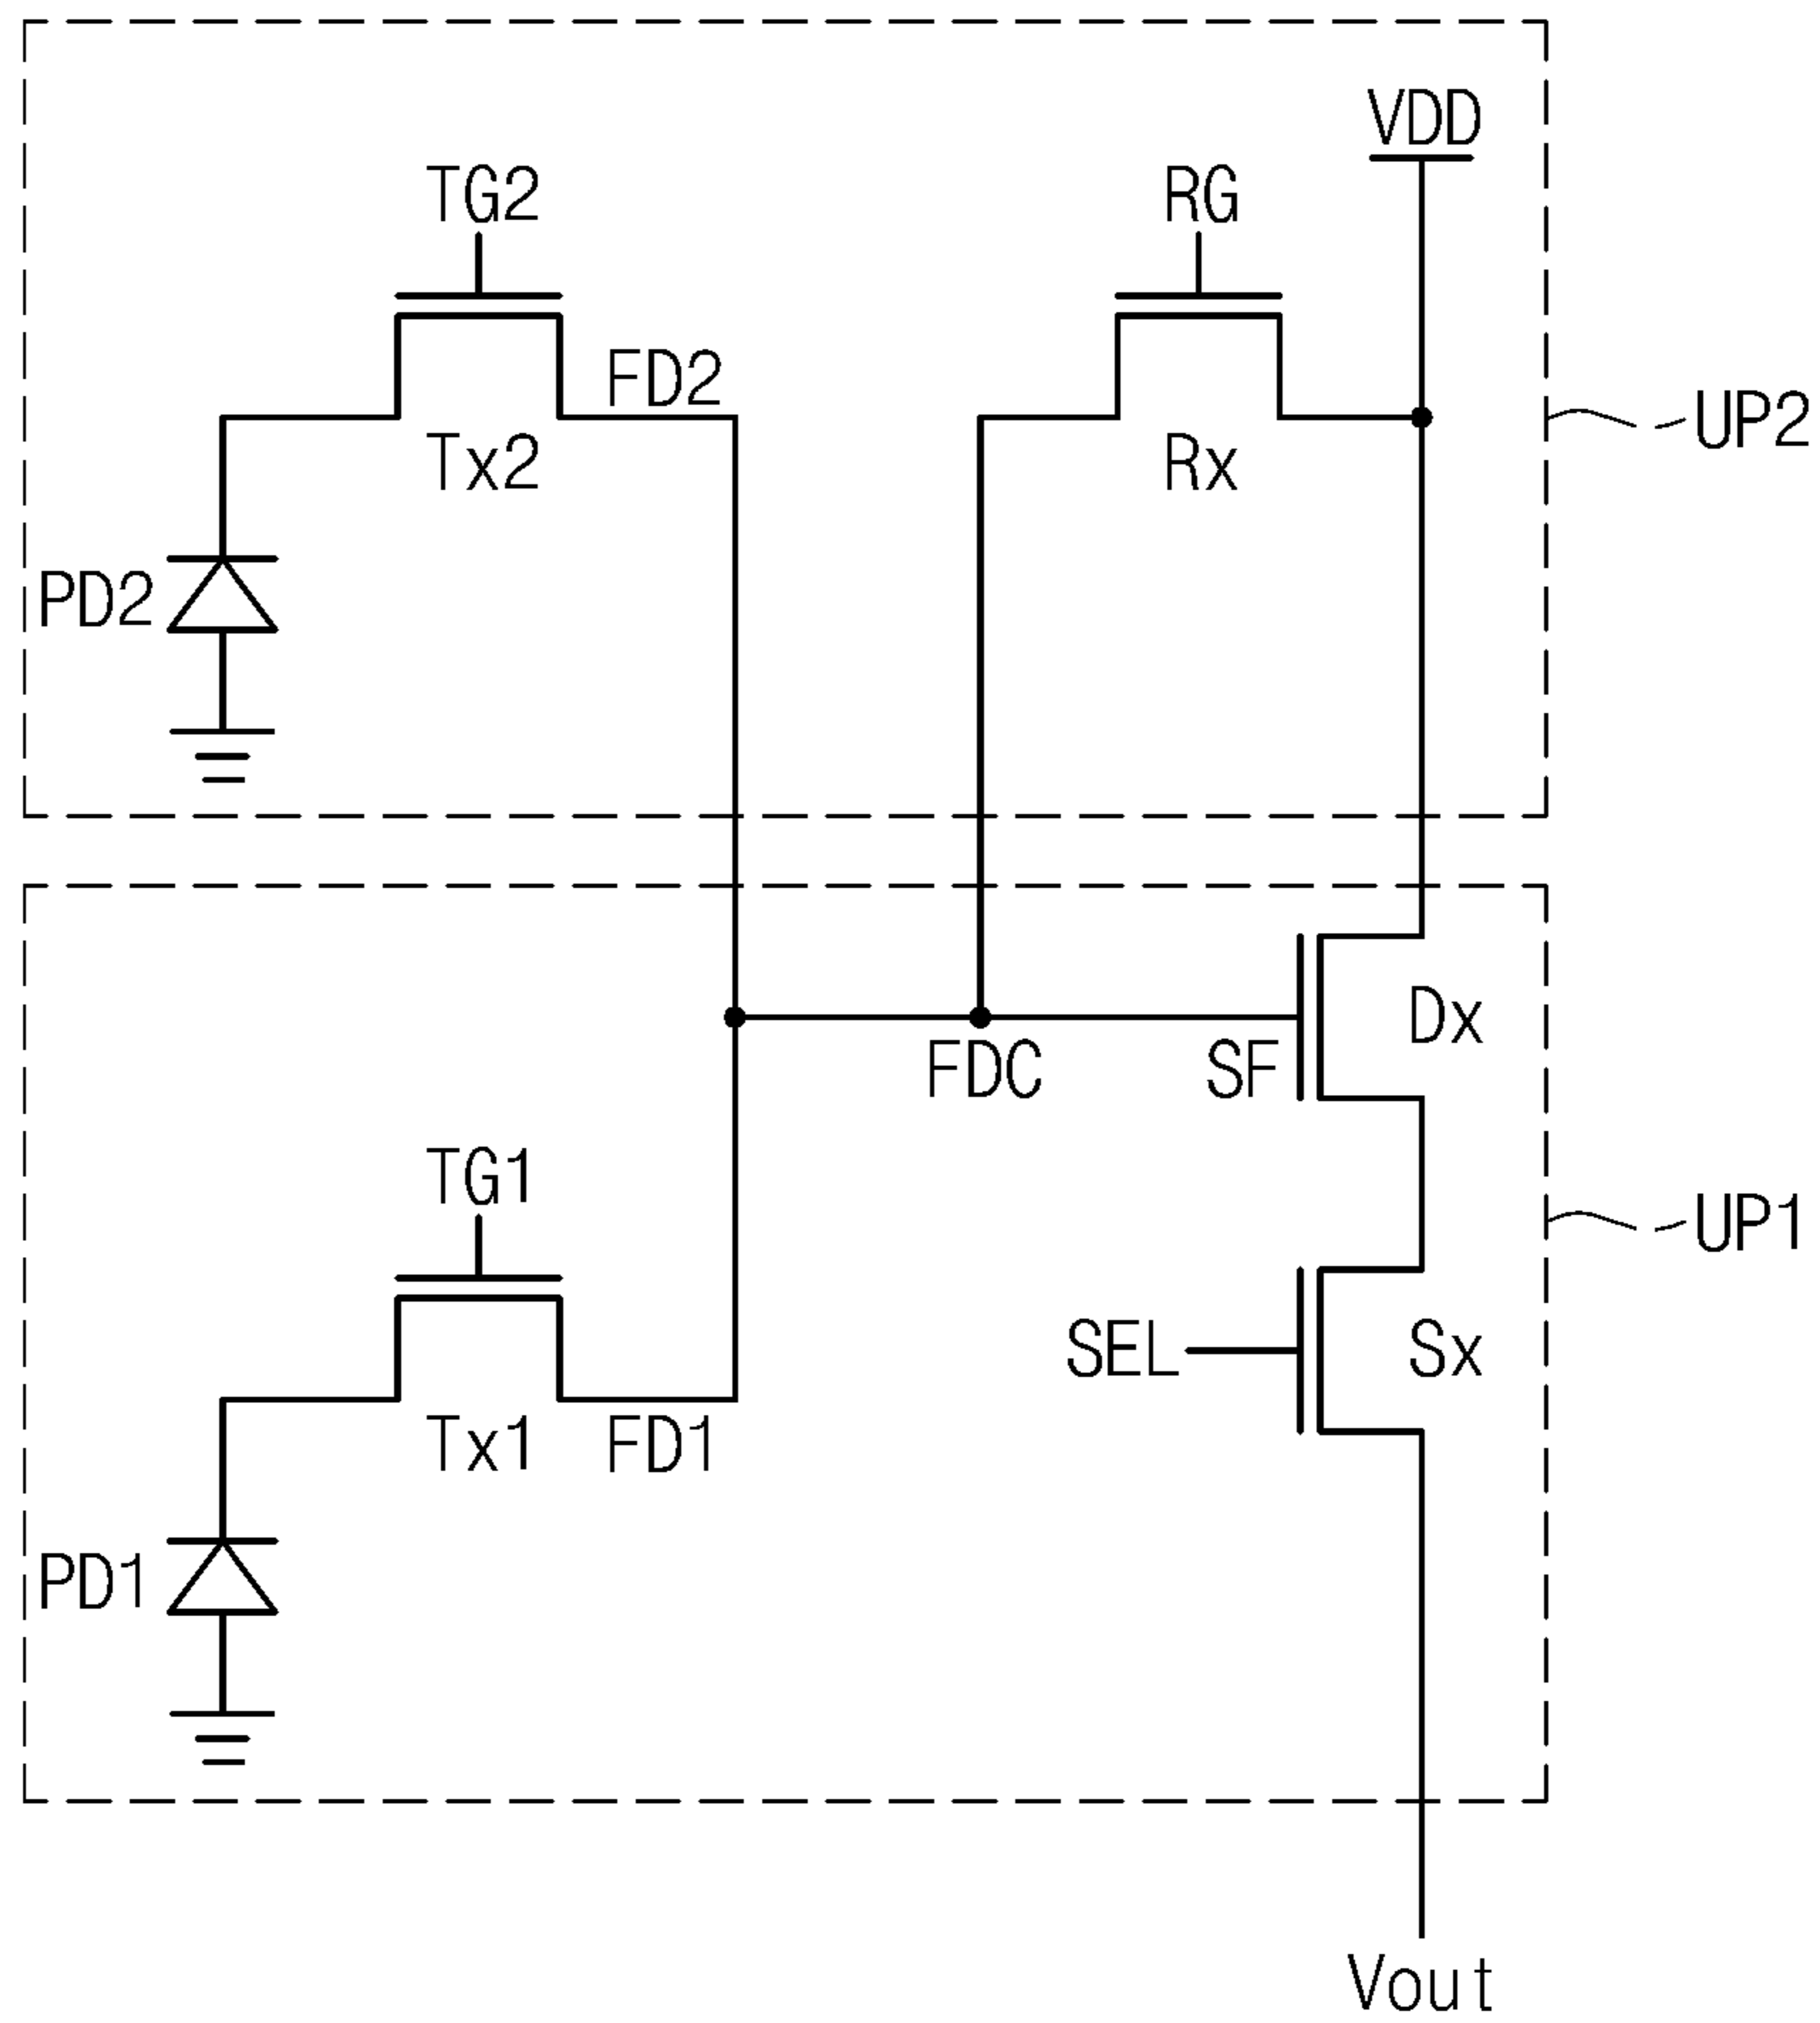 VDD
TG2
RG
FD2
UP2
Tx2
Rx
PD2
Dx
FDC
SF
TG1
UP1
SEL
Sx
Tx1
FD1
PD1
Vout